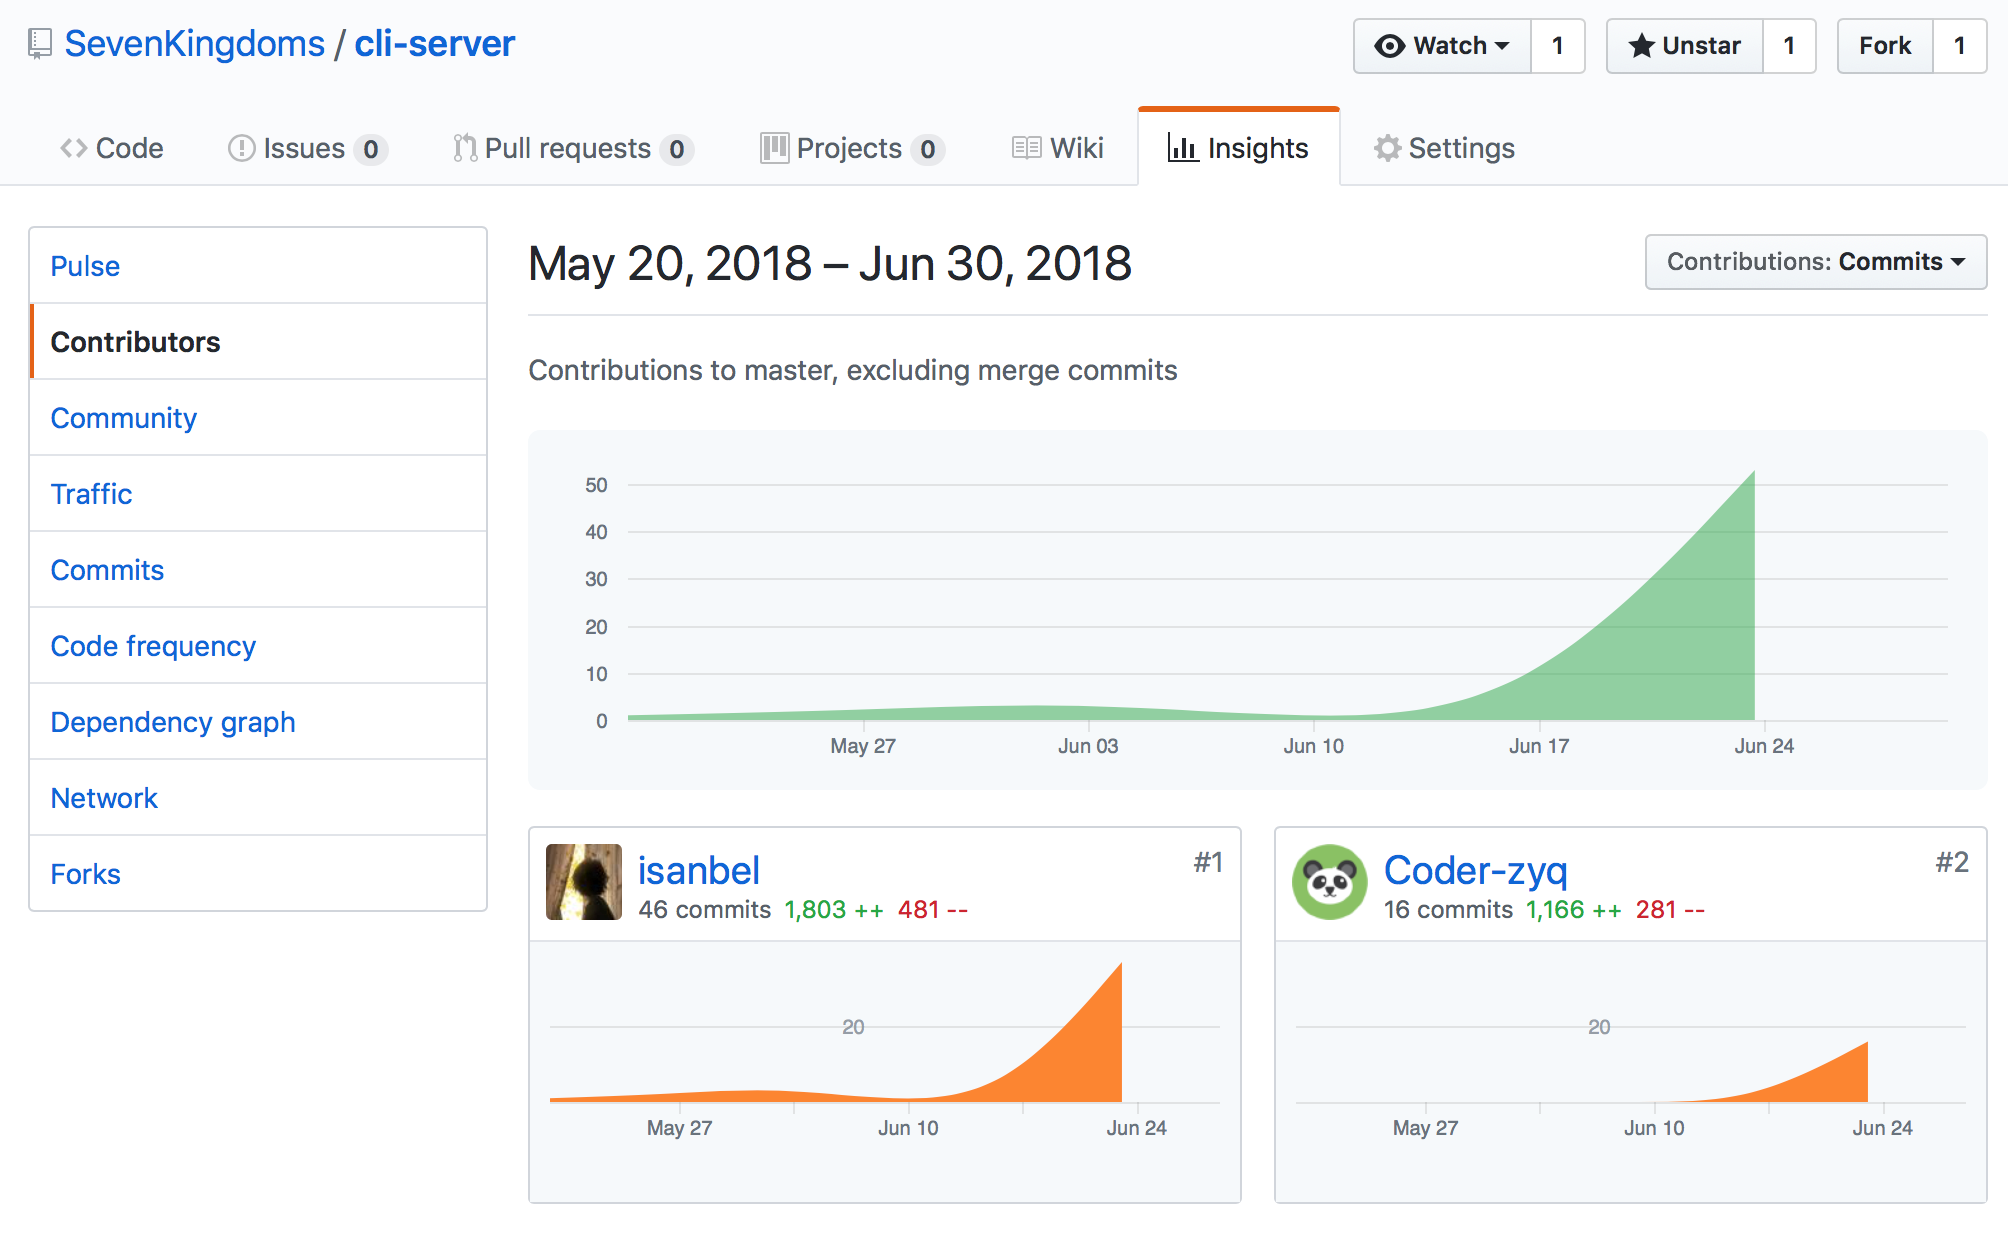 SevenKingdoms / cli-server
Watch 1 Unstar 1 Fork 1
Code Issues 0 Pull requests 0 Projects 0 Wiki Insights Settings
Pulse
Contributors
Community
Traffic
Commits
Code frequency
Dependency graph
Network
Forks
May 20, 2018 – Jun 30, 2018
Contributions: Commits
Contributions to master, excluding merge commits
50
40
30
20
10
0
May 27 Jun 03 Jun 10 Jun 17 Jun 24
isanbel #1
46 commits 1,803 ++ 481 --
20
May 27 Jun 10 Jun 24
Coder-zyq #2
16 commits 1,166 ++ 281 --
20
May 27 Jun 10 Jun 24